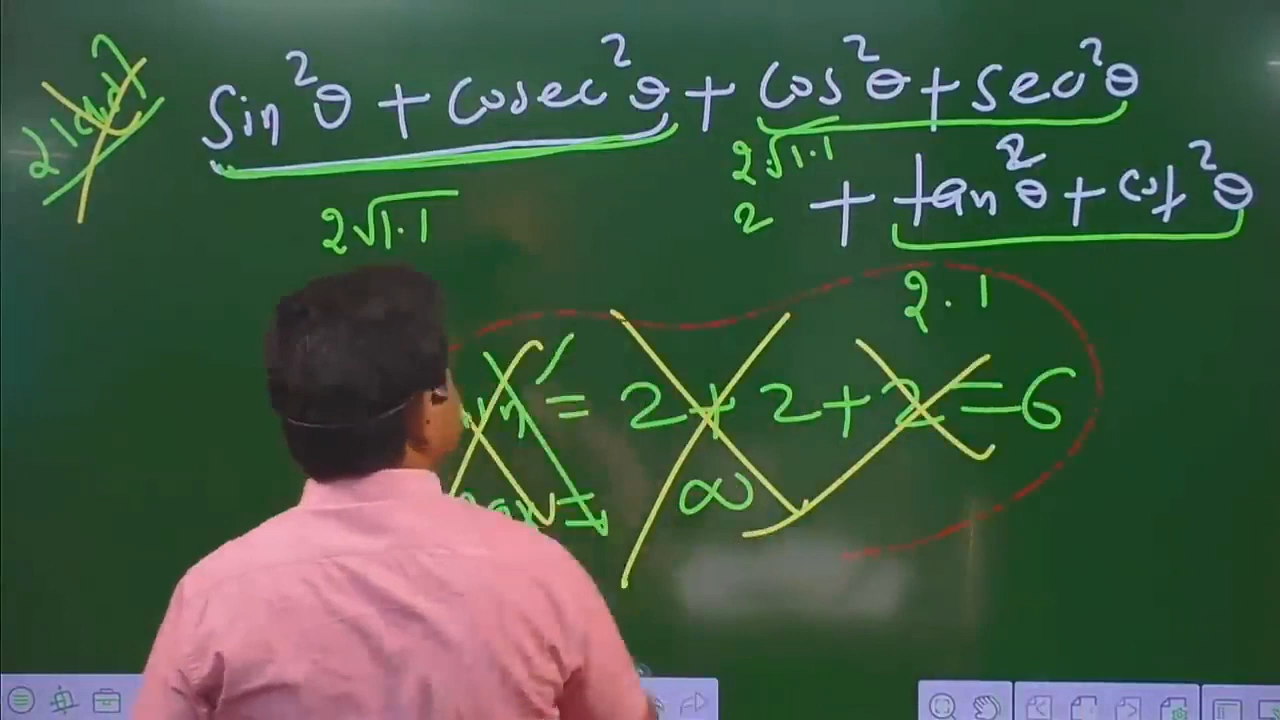 sin²θ + cosec²θ + cos²θ + sec²θ
+ tan²θ + cot²θ
2√1·1
2·√1·1
2
2·1
= 2 + 2 + 2 = 6
∞